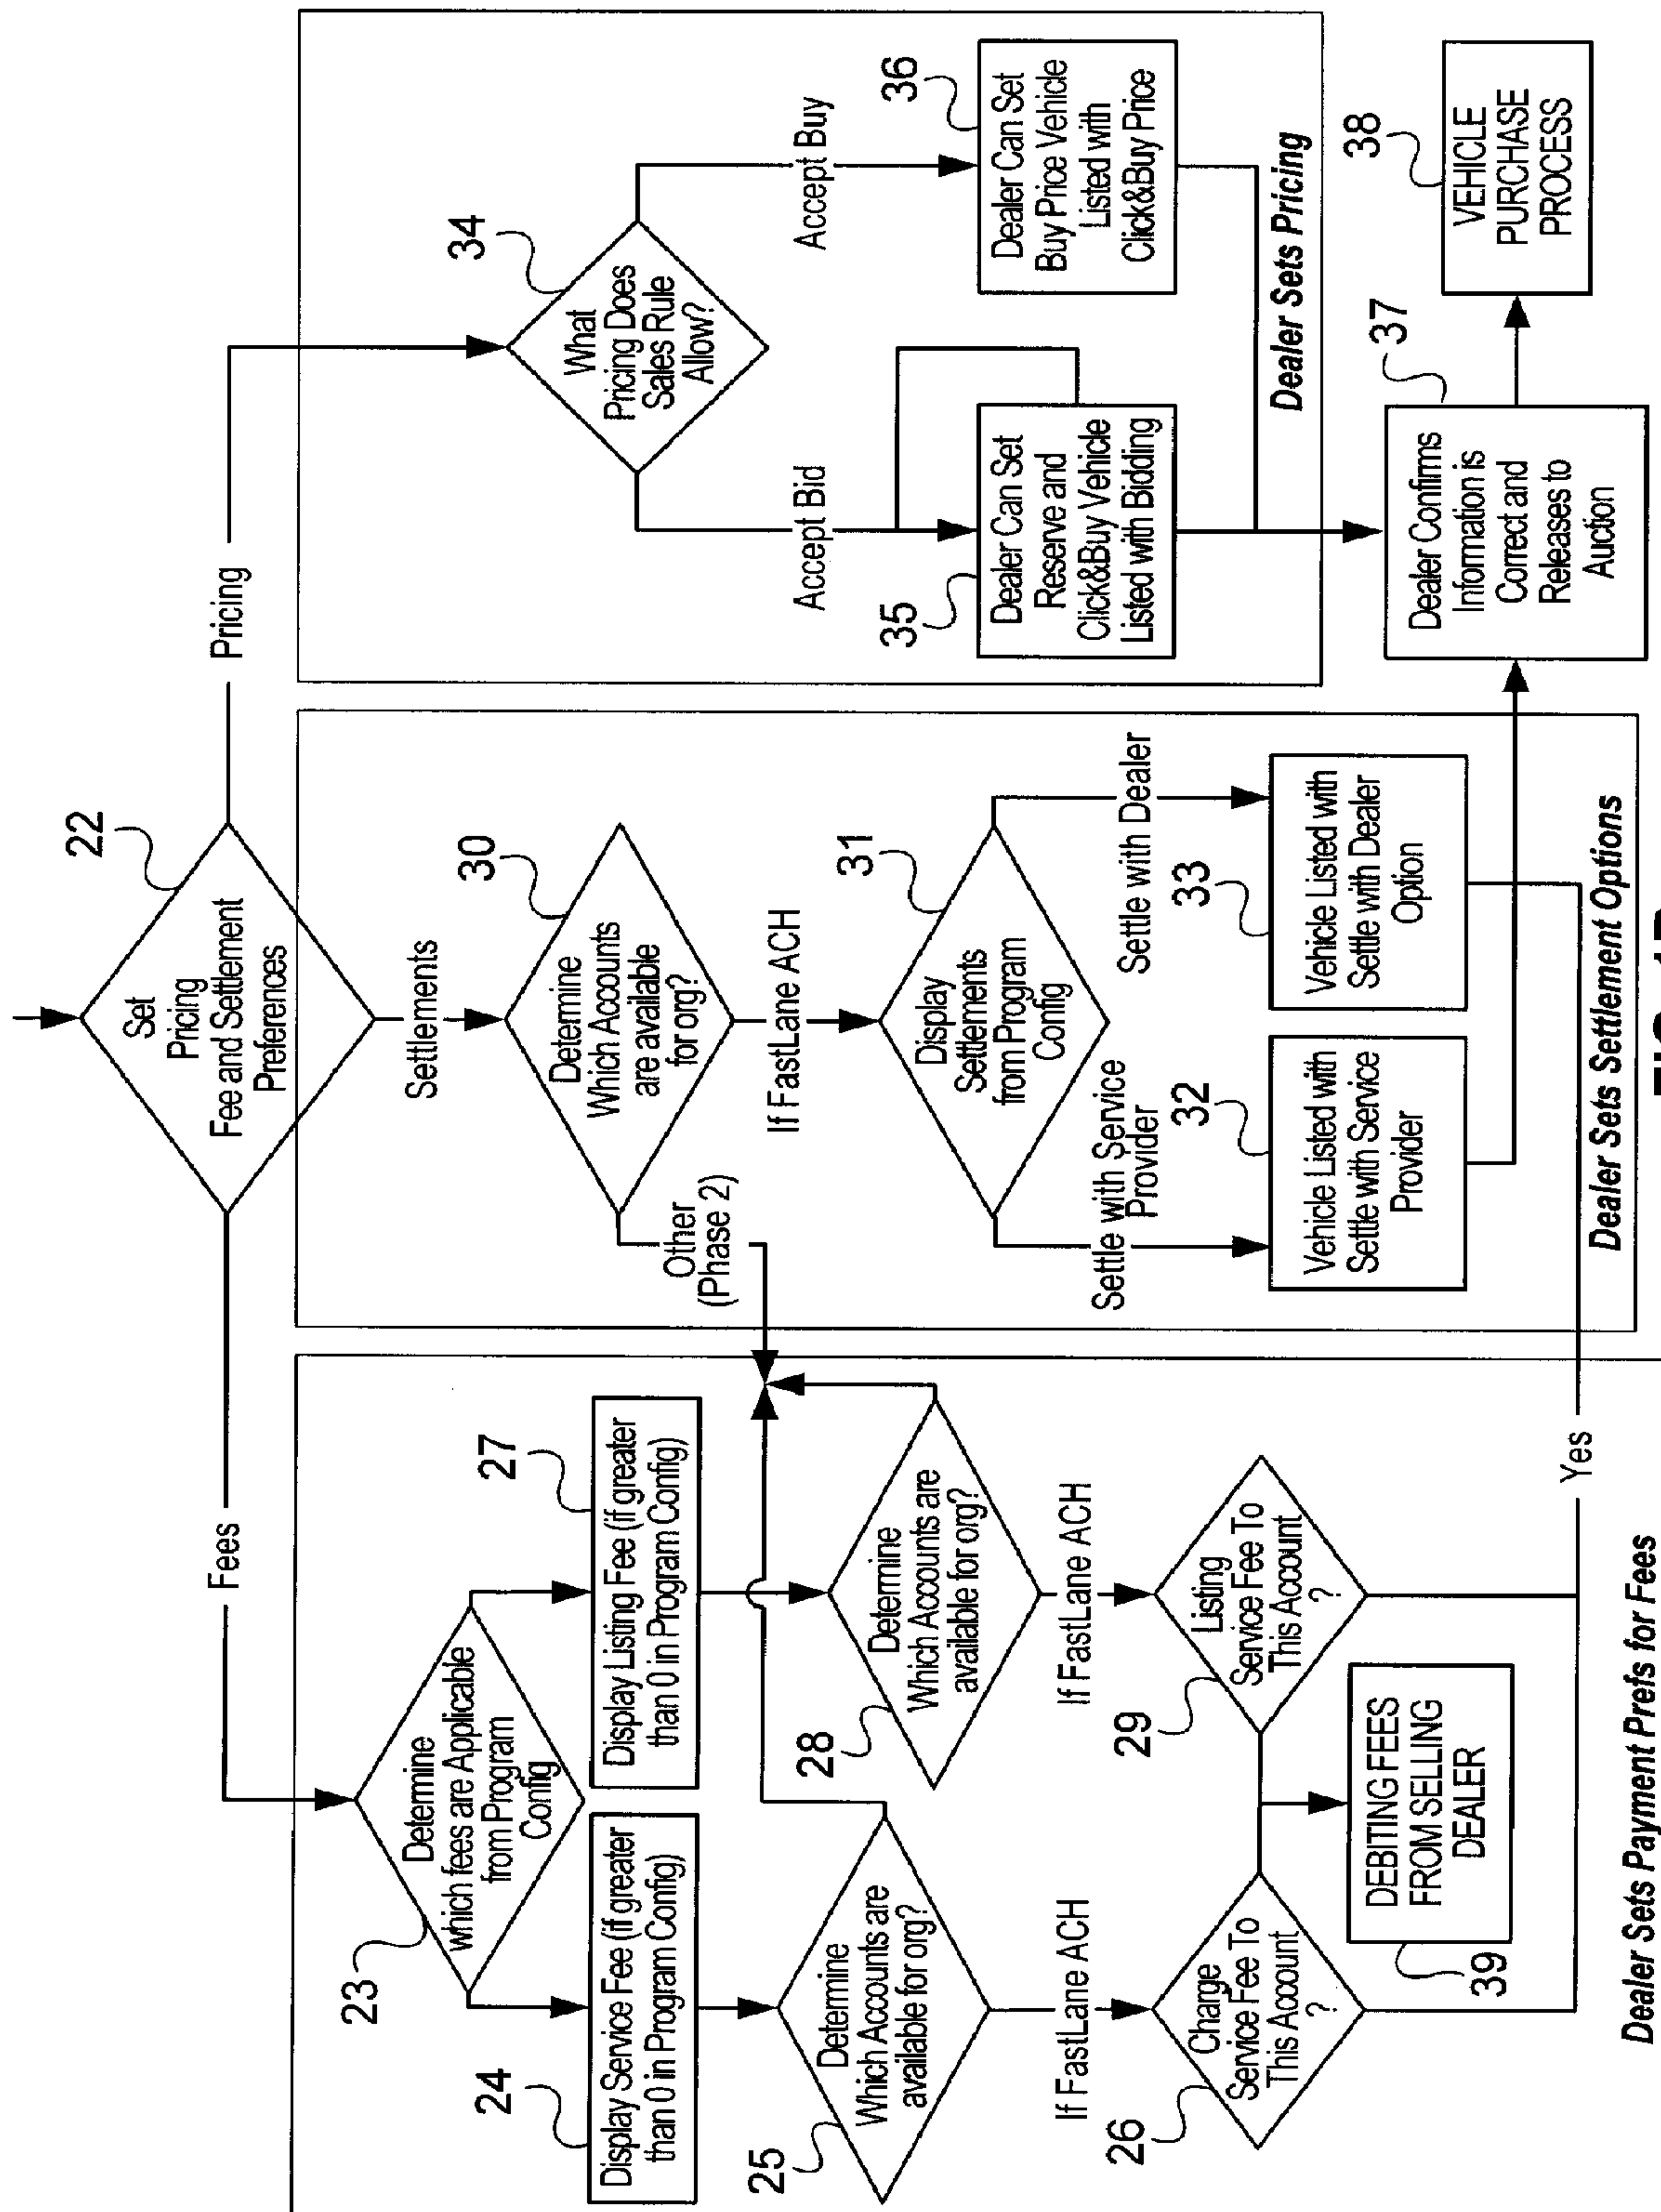 22
Set
Pricing
Fee and Settlement
Preferences
Fees
Settlements
Pricing
23
Determine
which fees are Applicable
from Program
Config
24
Display Service Fee (if greater
than 0 in Program Config)
27
Display Listing Fee (if greater
than 0 in Program Config)
25
Determine
Which Accounts are
available for org?
28
Determine
Which Accounts are
available for org?
If FastLane ACH
If FastLane ACH
26
Change
Service Fee To
This Account
?
29
Listing
Service Fee To
This Account
?
39
DEBITING FEES
FROM SELLING
DEALER
Yes
Dealer Sets Payment Prefs for Fees
30
Determine
Which Accounts
are available
for org?
Other
(Phase 2)
If FastLane ACH
31
Display
Settlements
from Program
Config
Settle with Service
Provider
Settle with Dealer
32
Vehicle Listed with
Settle with Service
Provider
33
Vehicle Listed with
Settle with Dealer
Option
Dealer Sets Settlement Options
34
What
Pricing Does
Sales Rule
Allow?
Accept Bid
Accept Buy
35
Dealer Can Set
Reserve and
Click&Buy Vehicle
Listed with Bidding
36
Dealer Can Set
Buy Price Vehicle
Listed with
Click&Buy Price
Dealer Sets Pricing
37
Dealer Confirms
Information is
Correct and
Releases to
Auction
38
VEHICLE
PURCHASE
PROCESS